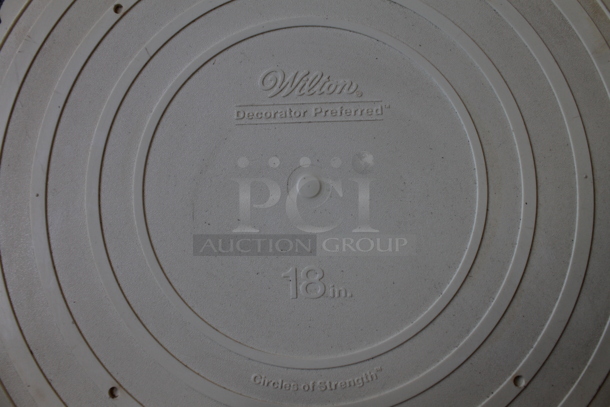 Wilton®
Decorator Preferred™
PCI
AUCTION GROUP
18in.
Circles of Strength™